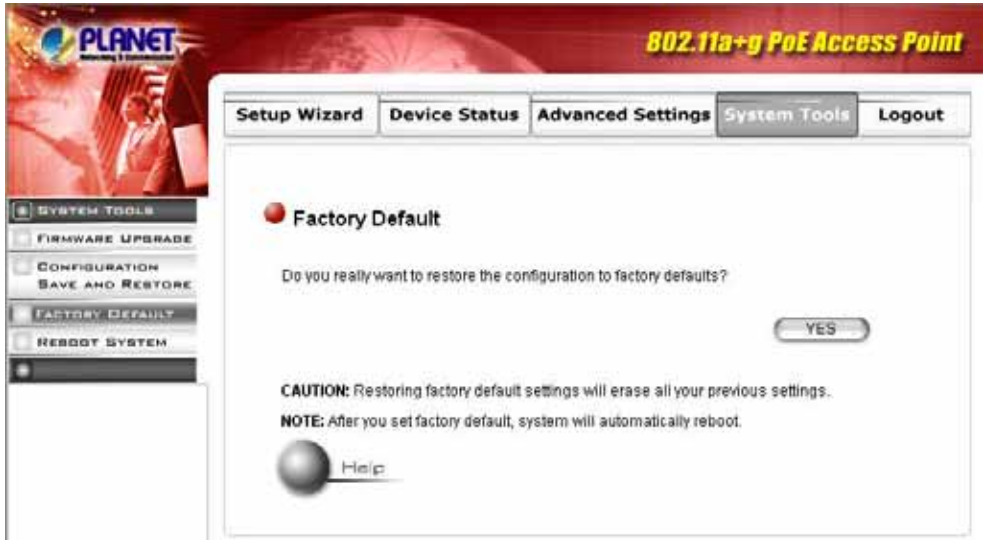 PLANET
Networking & Communication
802.11a+g PoE Access Point
Setup Wizard
Device Status
Advanced Settings
System Tools
Logout
SYSTEM TOOLS
FIRMWARE UPGRADE
CONFIGURATION
SAVE AND RESTORE
FACTORY DEFAULT
REBOOT SYSTEM
Factory Default
Do you really want to restore the configuration to factory defaults?
YES
CAUTION: Restoring factory default settings will erase all your previous settings.
NOTE: After you set factory default, system will automatically reboot.
Help